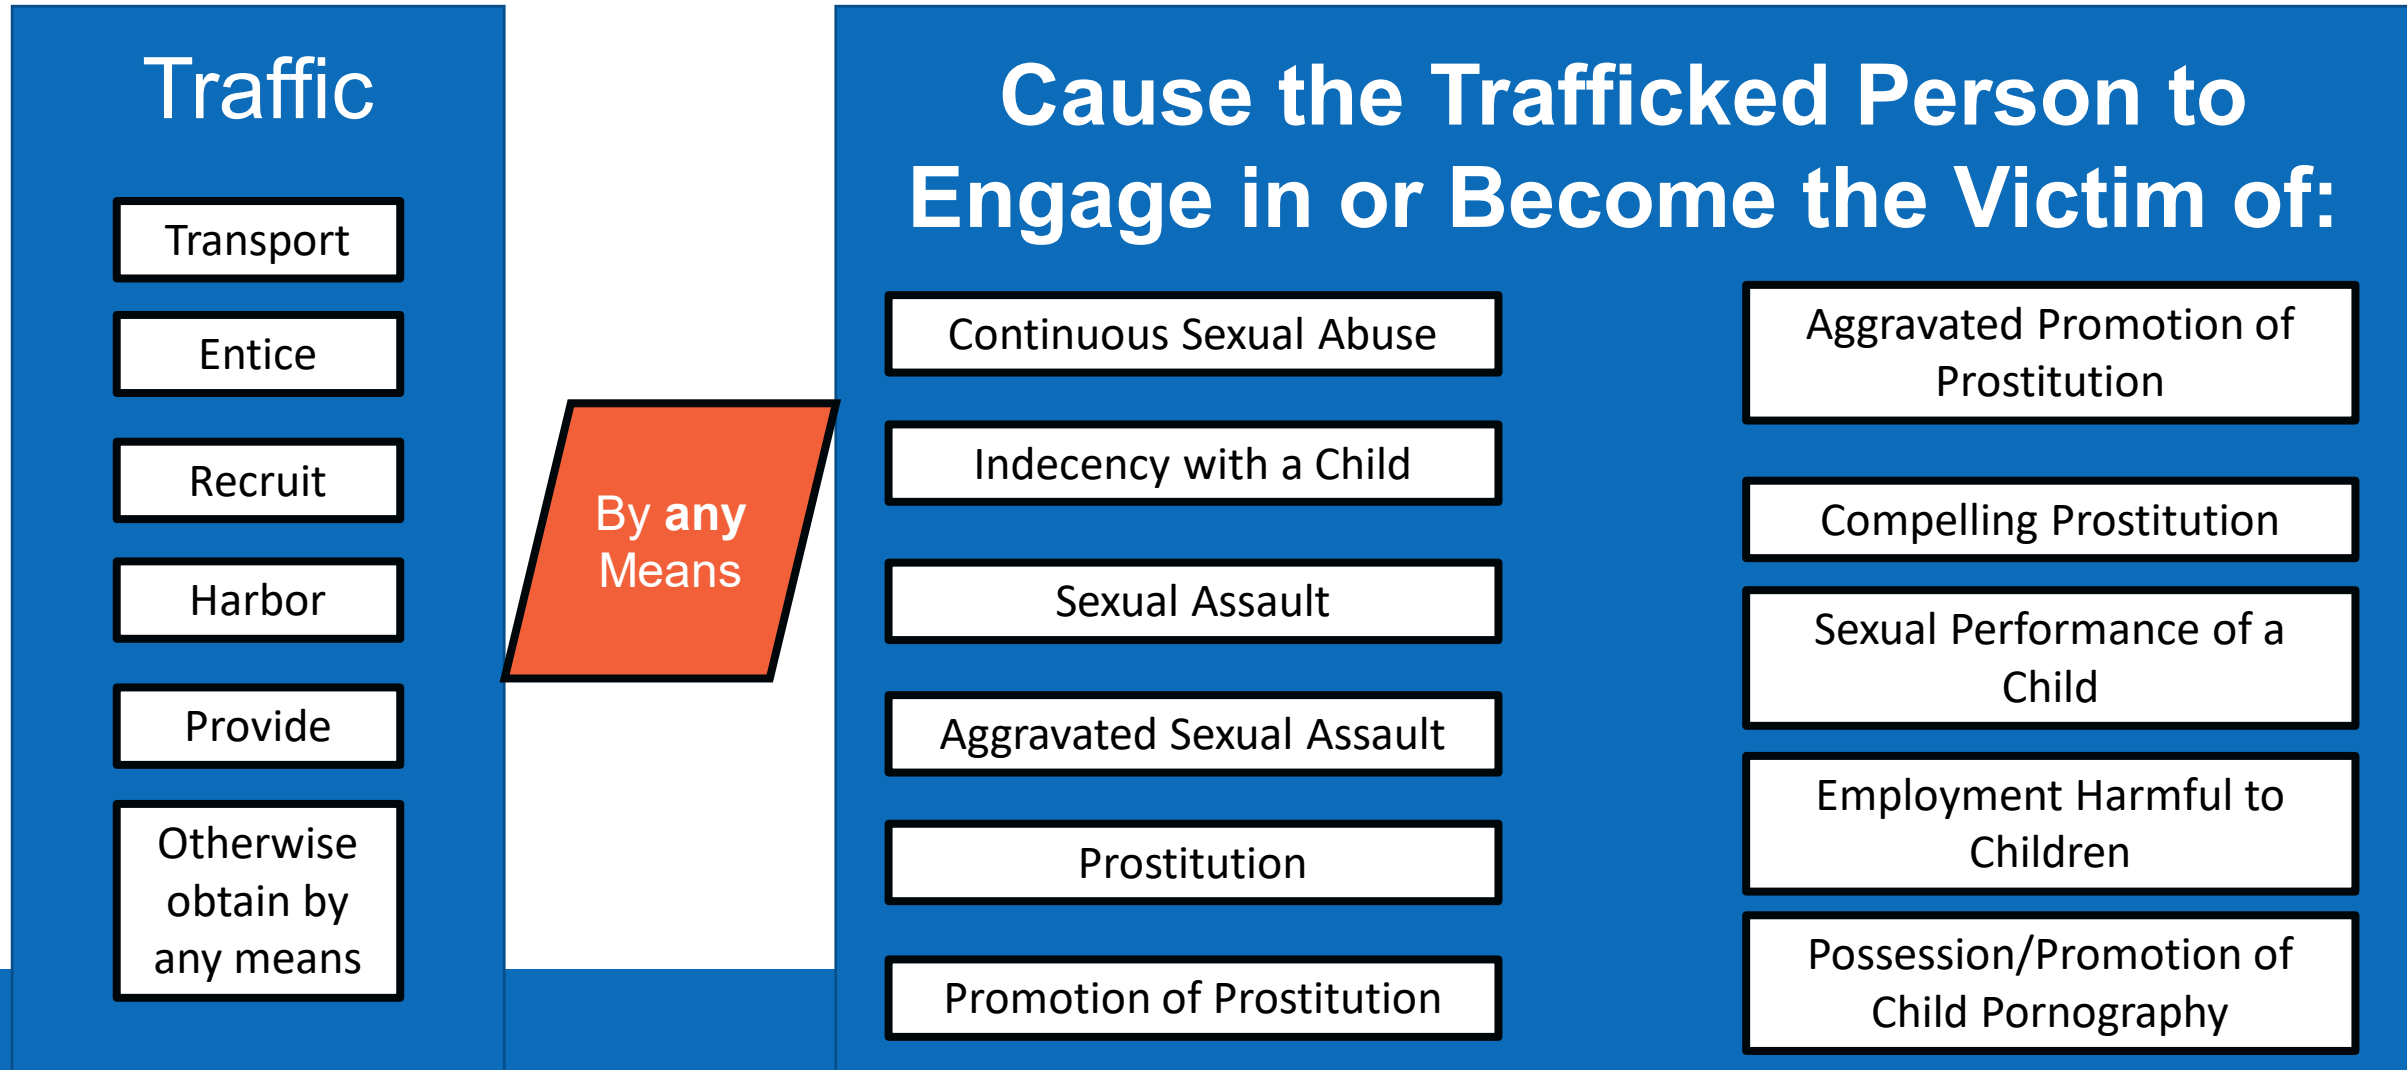 Traffic
Transport
Entice
Recruit
Harbor
Provide
Otherwise
obtain by
any means
By any
Means
Cause the Trafficked Person to
Engage in or Become the Victim of:
Continuous Sexual Abuse
Indecency with a Child
Sexual Assault
Aggravated Sexual Assault
Prostitution
Promotion of Prostitution
Aggravated Promotion of
Prostitution
Compelling Prostitution
Sexual Performance of a
Child
Employment Harmful to
Children
Possession/Promotion of
Child Pornography